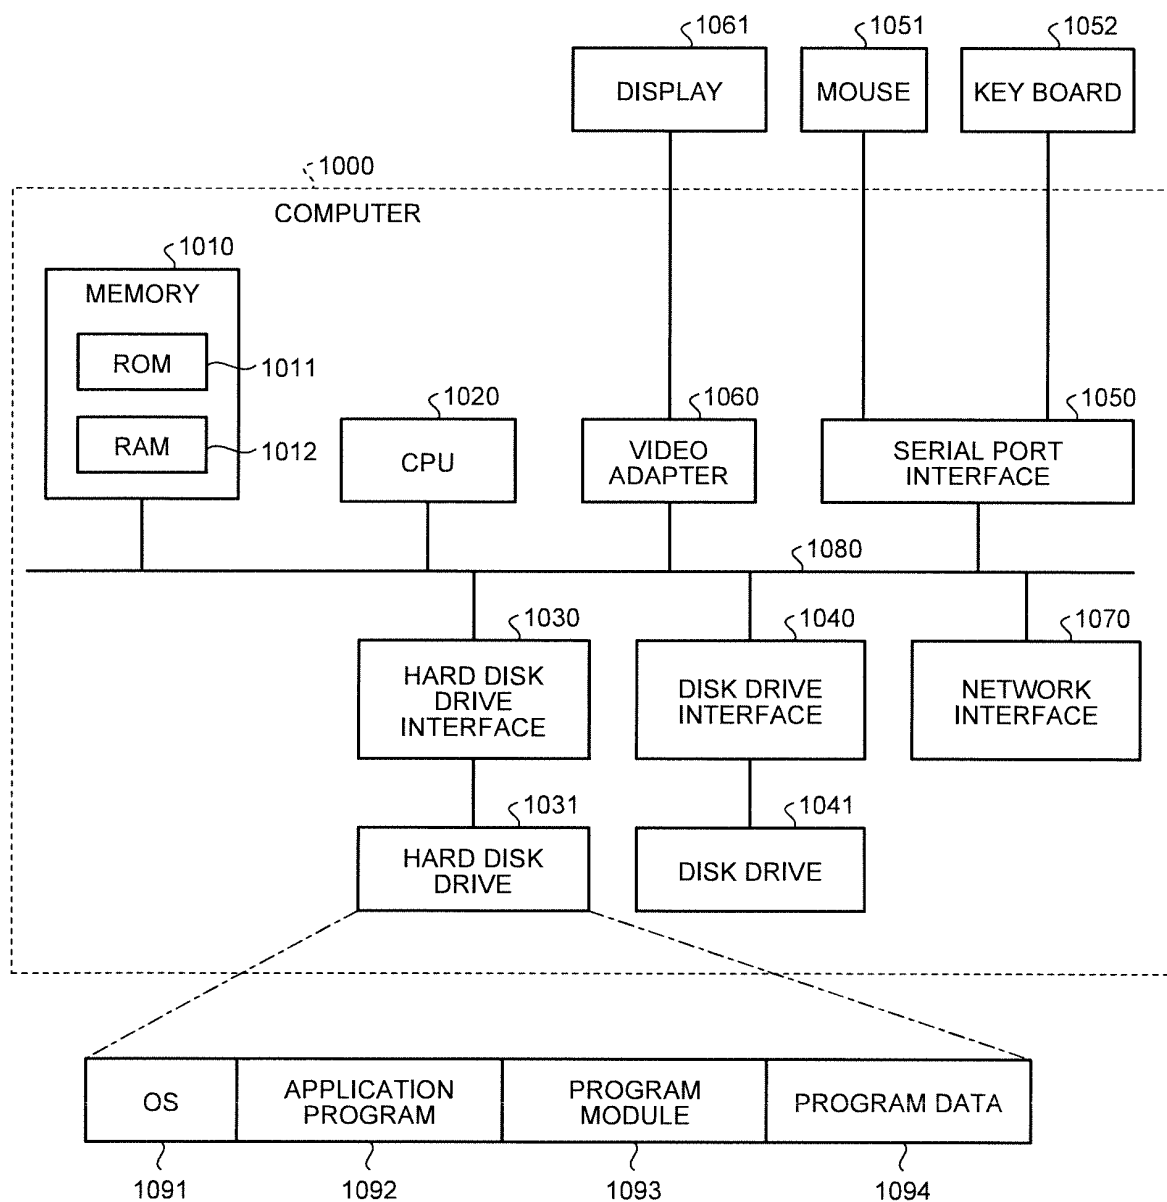 1061
1051
1052
DISPLAY
MOUSE
KEY BOARD
1000
COMPUTER
1010
MEMORY
ROM
1011
RAM
1012
1020
CPU
1060
VIDEO
ADAPTER
1050
SERIAL PORT
INTERFACE
1080
1030
HARD DISK
DRIVE
INTERFACE
1040
DISK DRIVE
INTERFACE
1070
NETWORK
INTERFACE
1031
HARD DISK
DRIVE
1041
DISK DRIVE
OS
APPLICATION
PROGRAM
PROGRAM
MODULE
PROGRAM DATA
1091
1092
1093
1094